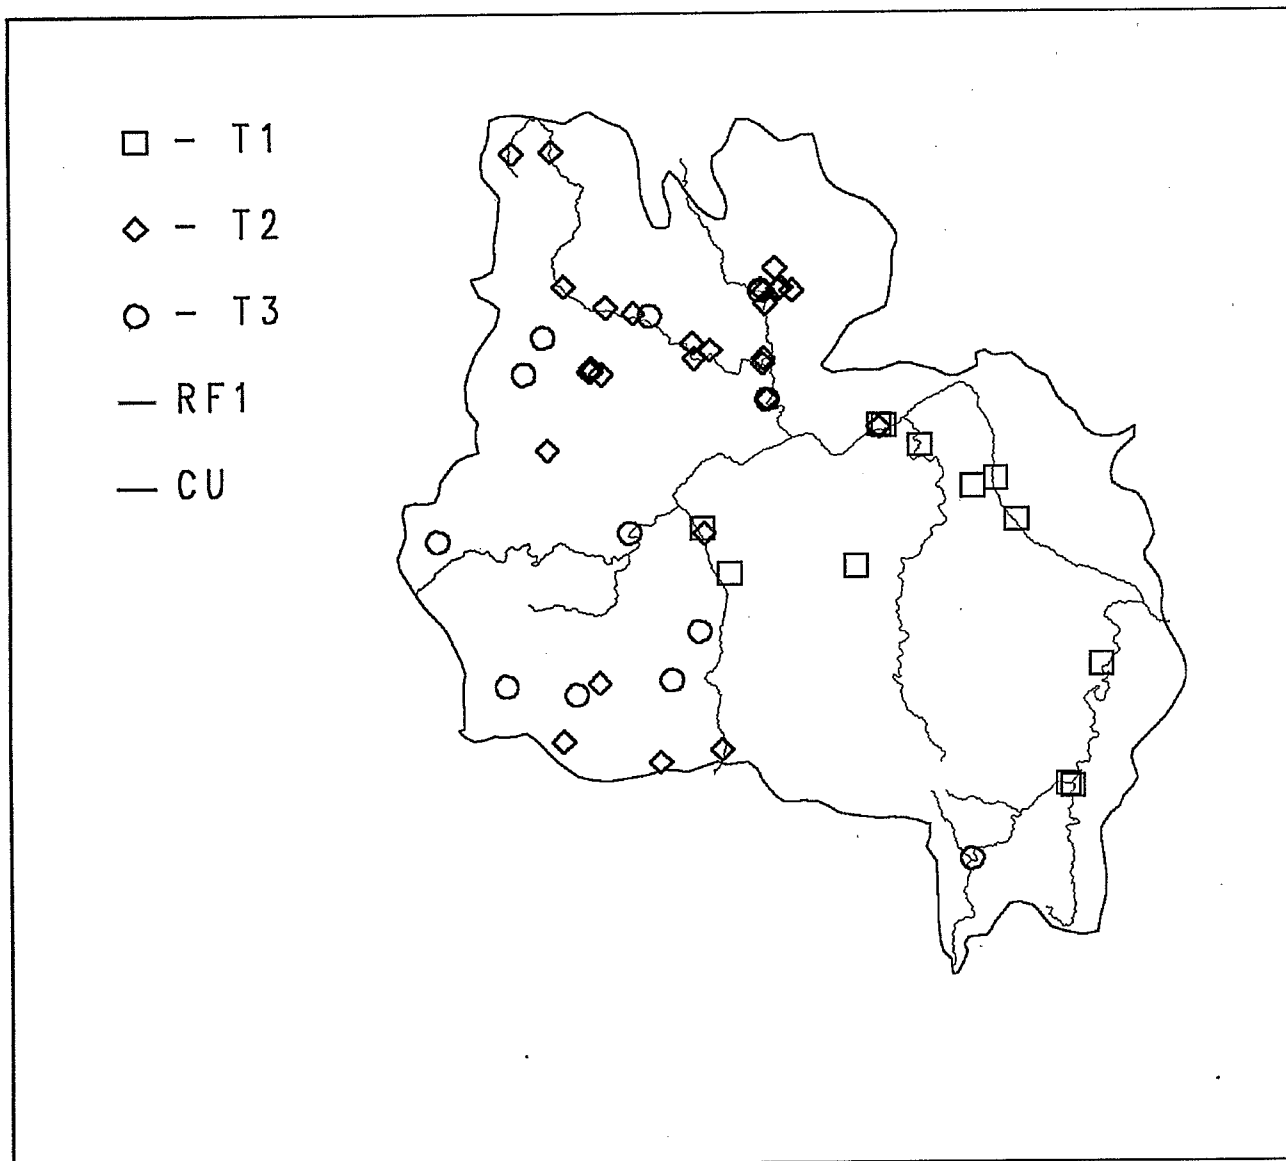 □ - T1
◇ - T2
○ - T3
— RF1
— CU